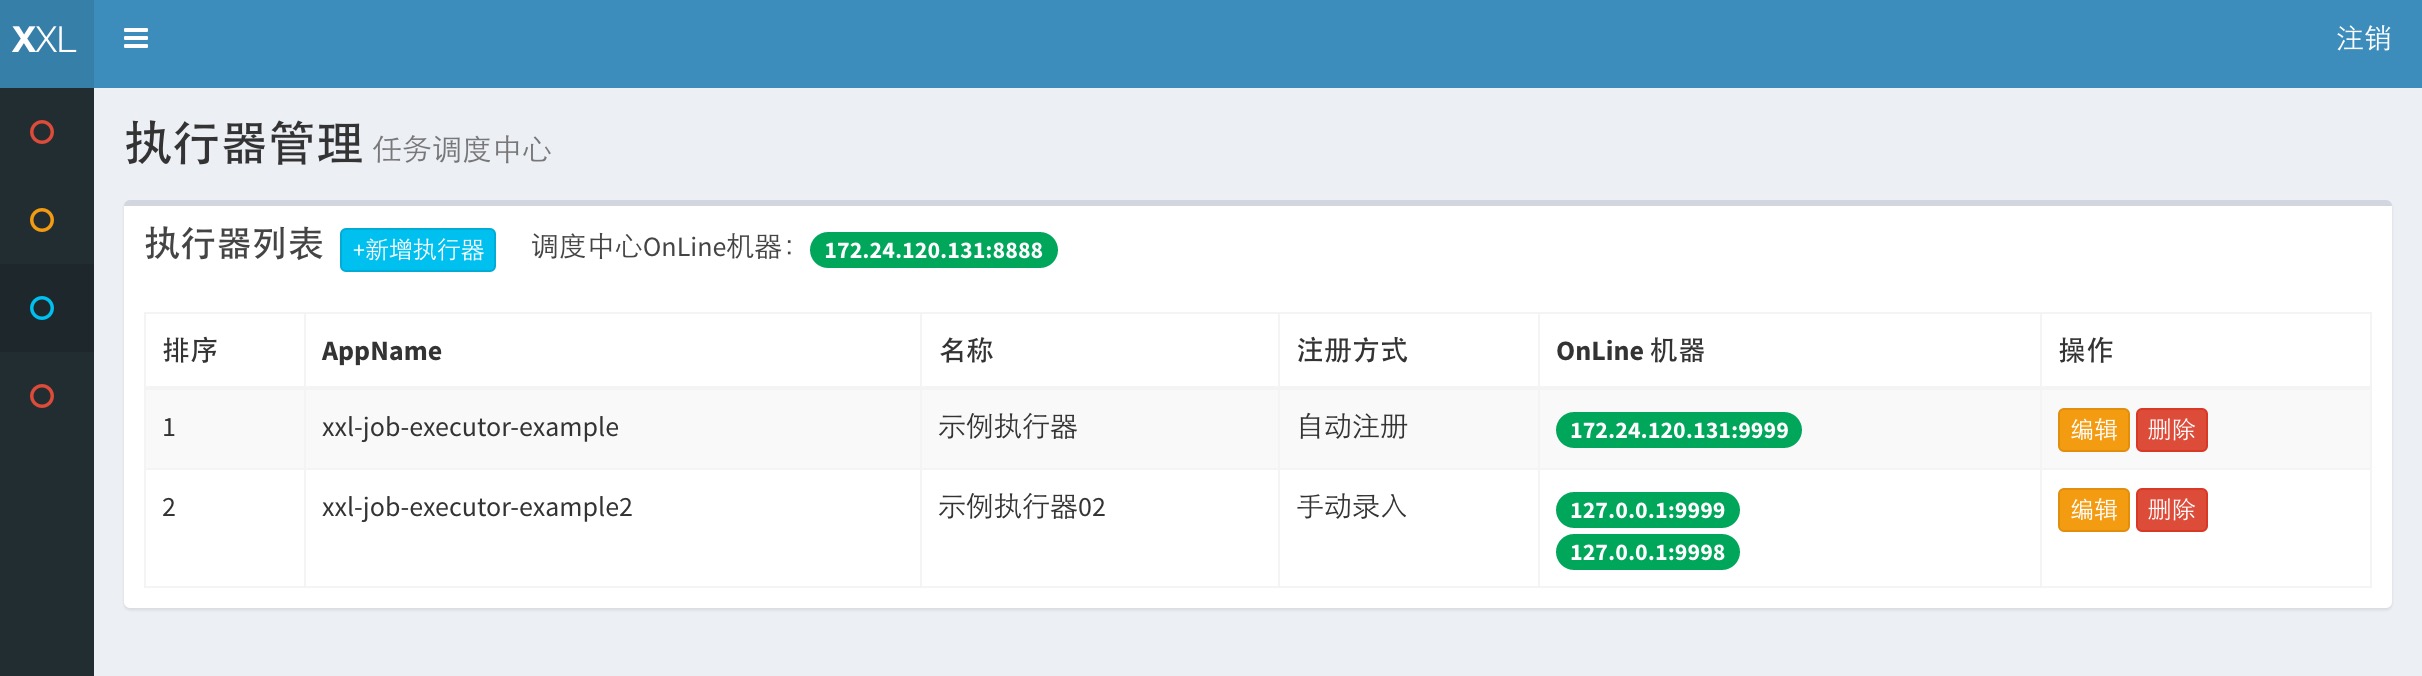 XXL 注销
执行器管理 任务调度中心
执行器列表 +新增执行器 调度中心OnLine机器： 172.24.120.131:8888
排序 AppName 名称 注册方式 OnLine 机器 操作
1 xxl-job-executor-example 示例执行器 自动注册 172.24.120.131:9999 编辑 删除
2 xxl-job-executor-example2 示例执行器02 手动录入 127.0.0.1:9999 编辑 删除
127.0.0.1:9998